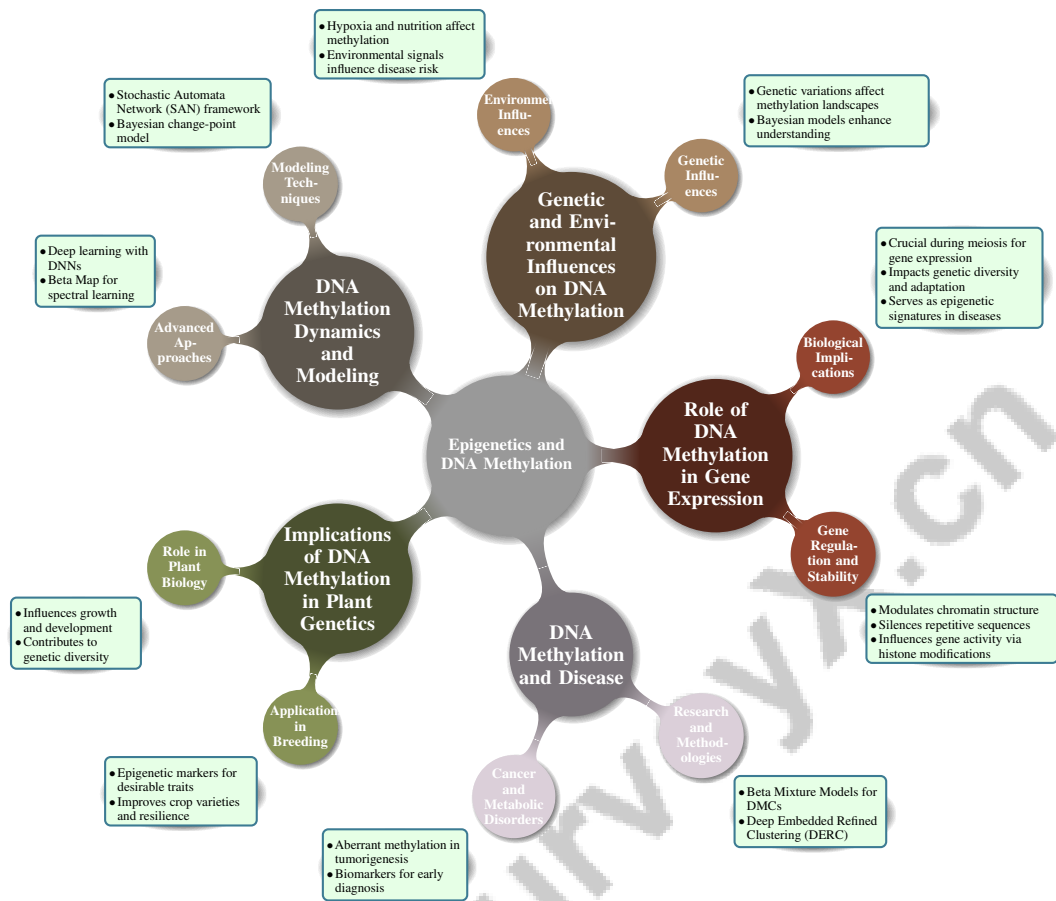 Hypoxia and nutrition affect
methylation
Environmental signals
influence disease risk
Stochastic Automata
Network (SAN) framework
Bayesian change-point
model
Genetic variations affect
methylation landscapes
Bayesian models enhance
understanding
Environmental
Influ-
ences
Genetic
Influ-
ences
Modeling
Tech-
niques
Genetic
and Envi-
ronmental
Influences
on DNA
Methylation
Deep learning with
DNNs
Beta Map for
spectral learning
Crucial during meiosis for
gene expression
Impacts genetic diversity
and adaptation
Serves as epigenetic
signatures in diseases
DNA
Methylation
Dynamics
and
Modeling
Advanced
Ap-
proaches
Biological
Impli-
cations
Role of
DNA
Methylation
in Gene
Expression
Epigenetics and
DNA Methylation
Implications
of DNA
Methylation
in Plant
Genetics
Role in
Plant
Biology
Gene
Regula-
tion and
Stability
Influences growth
and development
Contributes to
genetic diversity
Modulates chromatin structure
Silences repetitive sequences
Influences gene activity via
histone modifications
DNA
Methylation
and Disease
Application
in
Breeding
Research
and
Method-
ologies
Cancer
and
Metabolic
Disorders
Epigenetic markers for
desirable traits
Improves crop varieties
and resilience
Beta Mixture Models for
DMCs
Deep Embedded Refined
Clustering (DERC)
Aberrant methylation in
tumorigenesis
Biomarkers for early
diagnosis